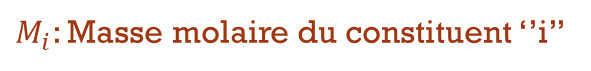 Mᵢ: Masse molaire du constituent ‘’i’’